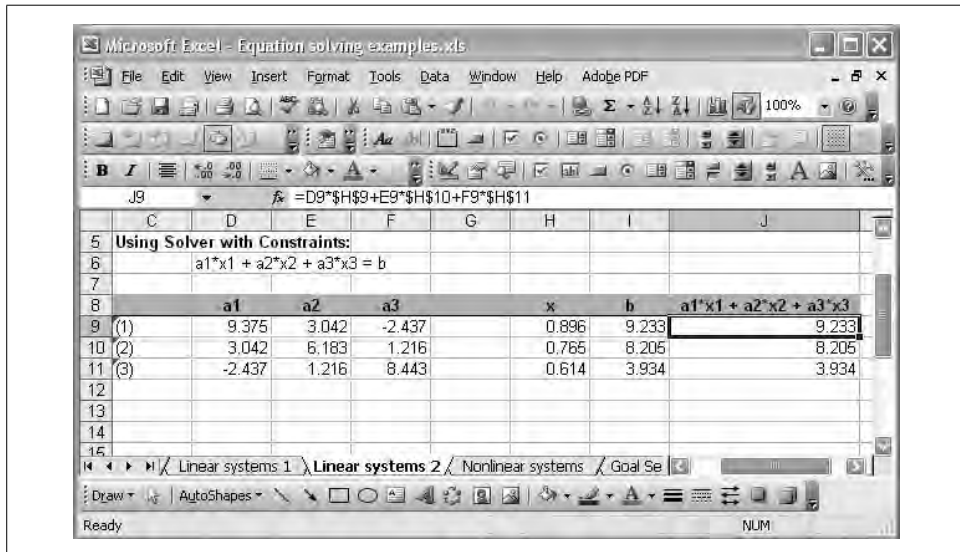 Microsoft Excel - Equation solving examples.xls
File Edit View Insert Format Tools Data Window Help Adobe PDF
100%
B I A
J9 fx =D9*$H$9+E9*$H$10+F9*$H$11
C D E F G H I J
5 Using Solver with Constraints:
6 a1*x1 + a2*x2 + a3*x3 = b
7
8 a1 a2 a3 x b a1*x1 + a2*x2 + a3*x3
9 (1) 9.375 3.042 -2.437 0.896 9.233 9.233
10 (2) 3.042 6.183 1.216 0.765 8.205 8.205
11 (3) -2.437 1.216 8.443 0.614 3.934 3.934
12
13
14
15
Linear systems 1 Linear systems 2 Nonlinear systems Goal Se
Draw AutoShapes A
Ready NUM